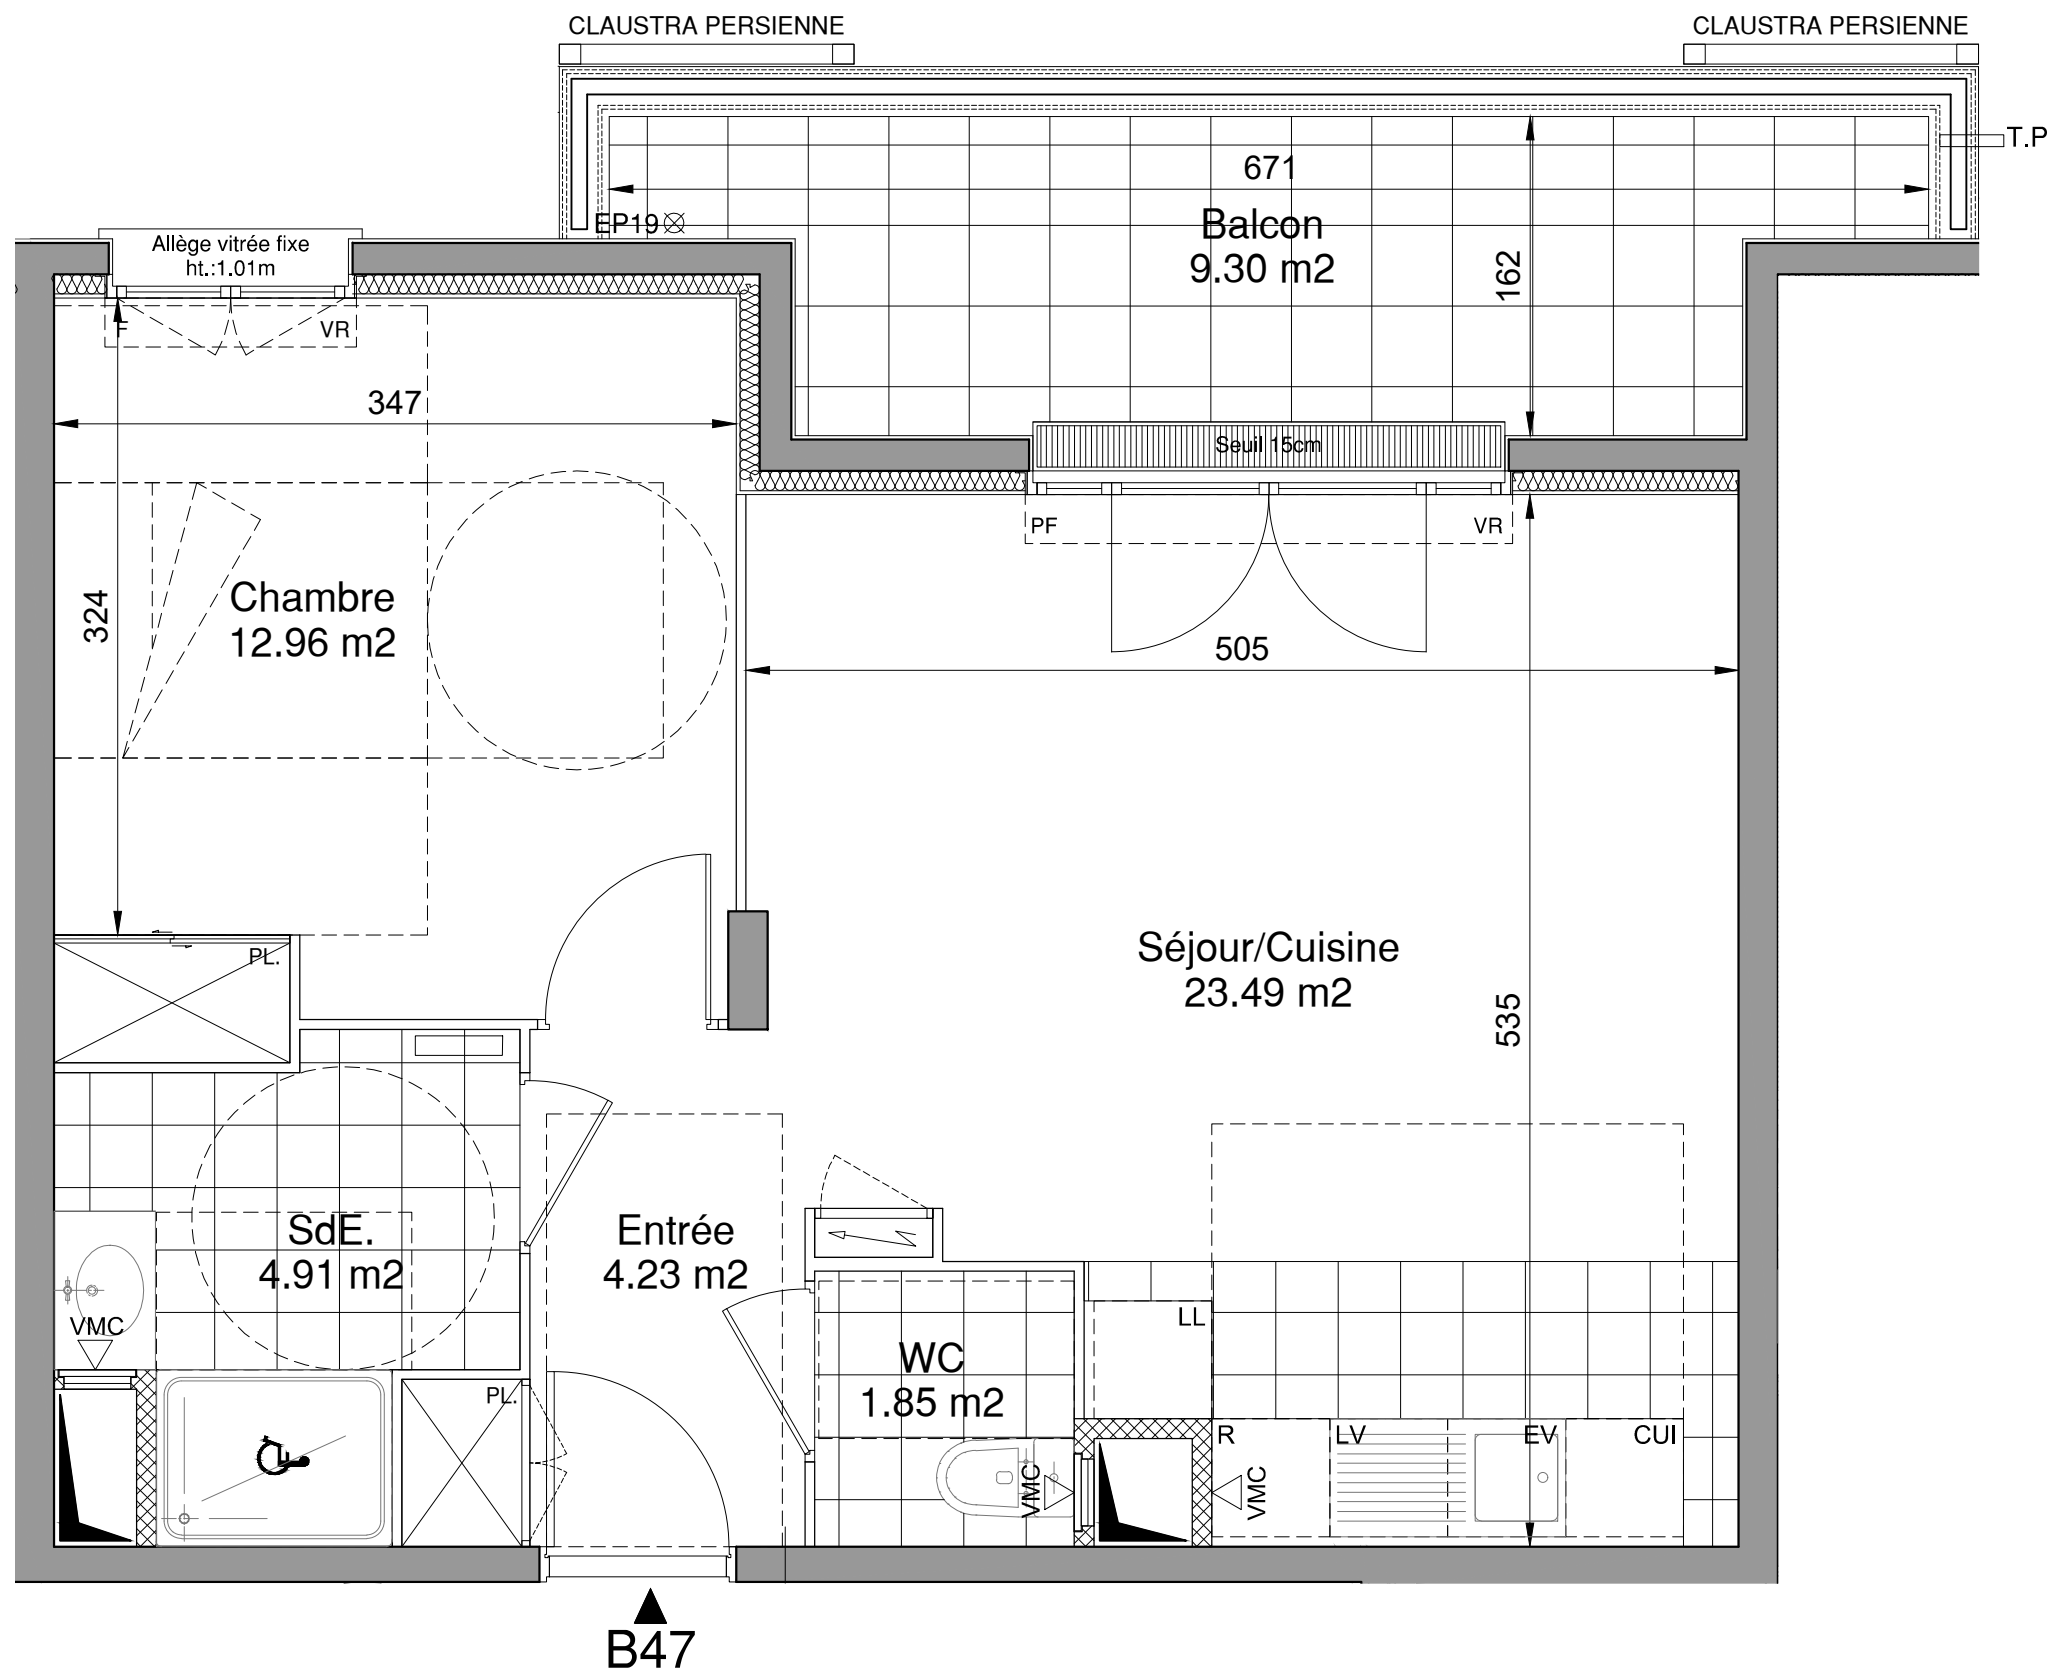 CLAUSTRA PERSIENNE
CLAUSTRA PERSIENNE
T.P
671
EP19
Balcon
9.30 m2
162
Allège vitrée fixe
ht.:1.01m
F
VR
347
Seuil 15cm
PF
VR
Chambre
12.96 m2
324
505
PL.
Séjour/Cuisine
23.49 m2
535
SdE.
4.91 m2
Entrée
4.23 m2
VMC
LL
WC
1.85 m2
PL.
R
LV
EV
CUI
VMC
VMC
B47